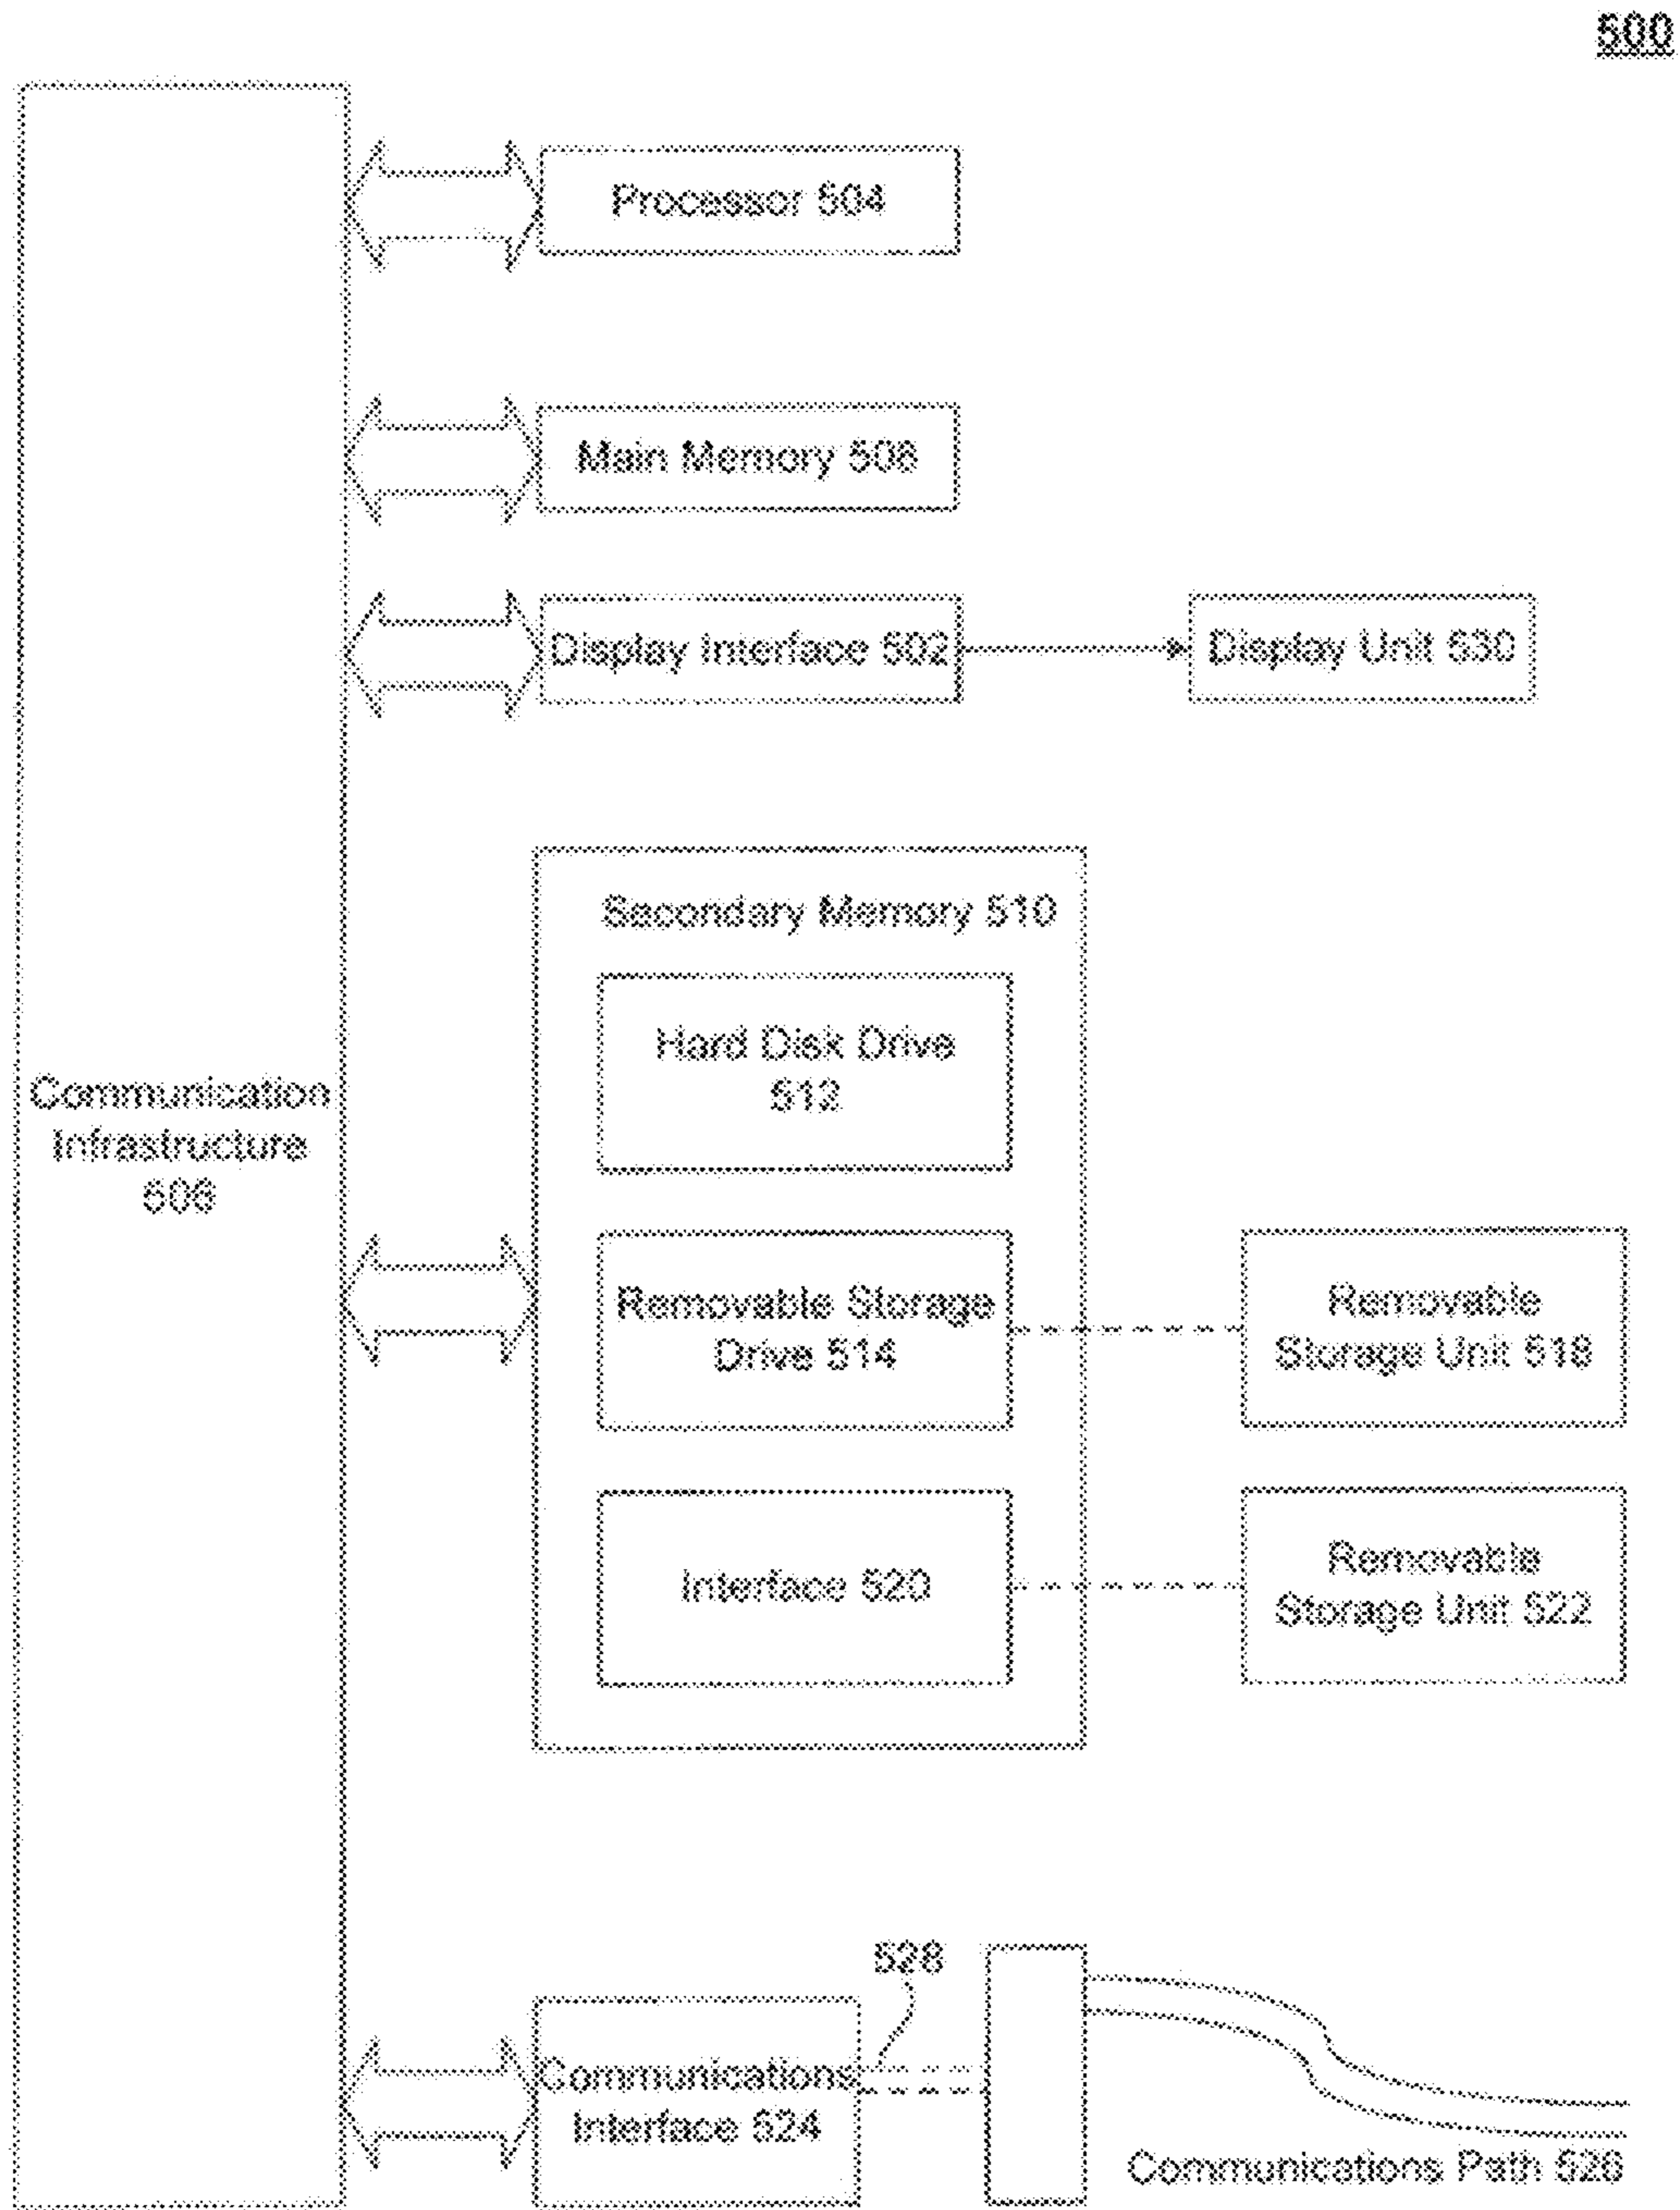 500
Processor 504
Main Memory 508
Display Interface 502
Display Unit 530
Secondary Memory 510
Hard Disk Drive
512
Communication
Infrastructure
506
Removable Storage
Drive 514
Removable
Storage Unit 518
Interface 520
Removable
Storage Unit 522
528
Communications
Interface 524
Communications Path 526